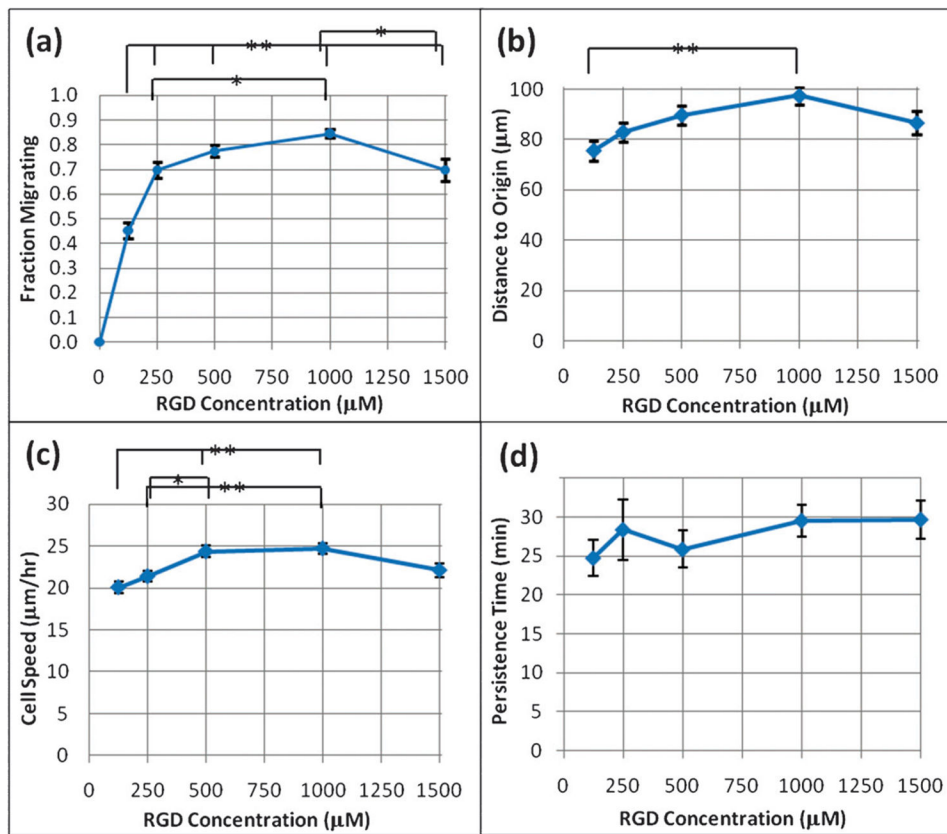 (a)
**
*
*
1.0
0.9
0.8
0.7
0.6
0.5
0.4
0.3
0.2
0.1
0.0
Fraction Migrating
0 250 500 750 1000 1250 1500
RGD Concentration (μM)
(b)
**
100
80
60
40
20
0
Distance to Origin (μm)
0 250 500 750 1000 1250 1500
RGD Concentration (μM)
(c)
**
*
**
30
25
20
15
10
5
0
Cell Speed (μm/hr)
0 250 500 750 1000 1250 1500
RGD Concentration (μM)
(d)
35
30
25
20
15
10
5
0
Persistence Time (min)
0 250 500 750 1000 1250 1500
RGD Concentration (μM)